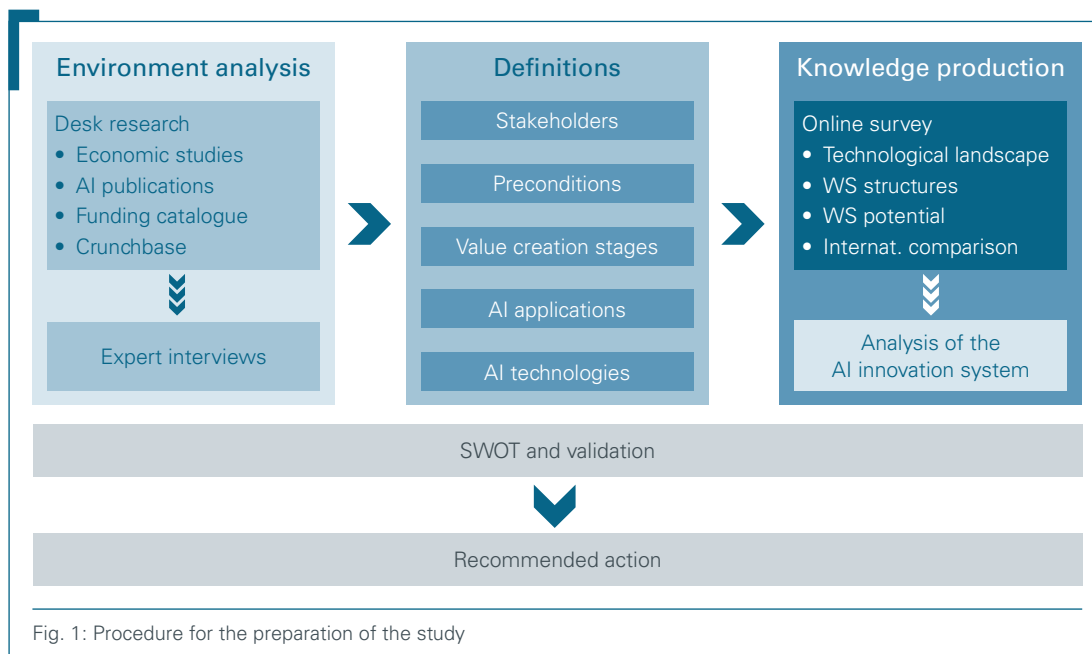 Environment analysis
Desk research
• Economic studies
• AI publications
• Funding catalogue
• Crunchbase
Expert interviews
Definitions
Stakeholders
Preconditions
Value creation stages
AI applications
AI technologies
Knowledge production
Online survey
• Technological landscape
• WS structures
• WS potential
• Internat. comparison
Analysis of the
AI innovation system
SWOT and validation
Recommended action
Fig. 1: Procedure for the preparation of the study